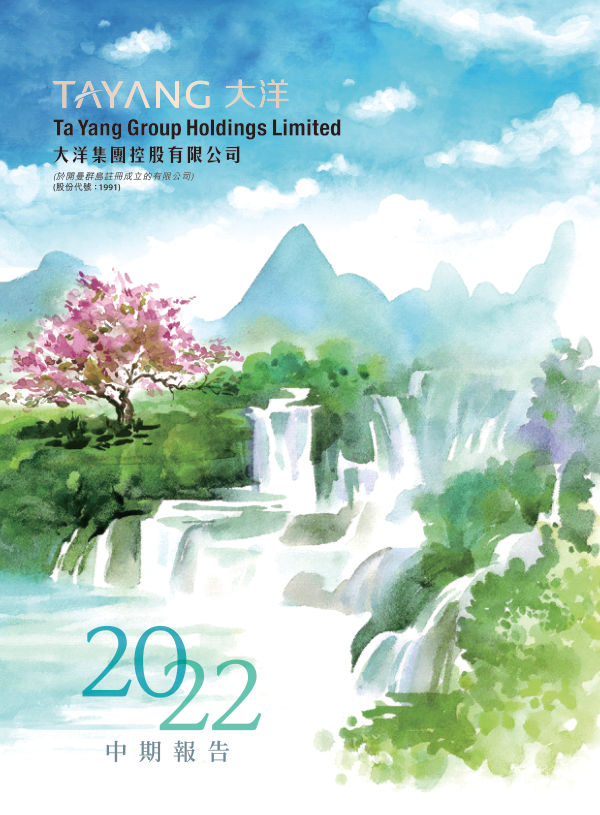 TAYANG 大洋
Ta Yang Group Holdings Limited
大洋集團控股有限公司
(於開曼群島註冊成立的有限公司)
(股份代號：1991)
2022
中期報告